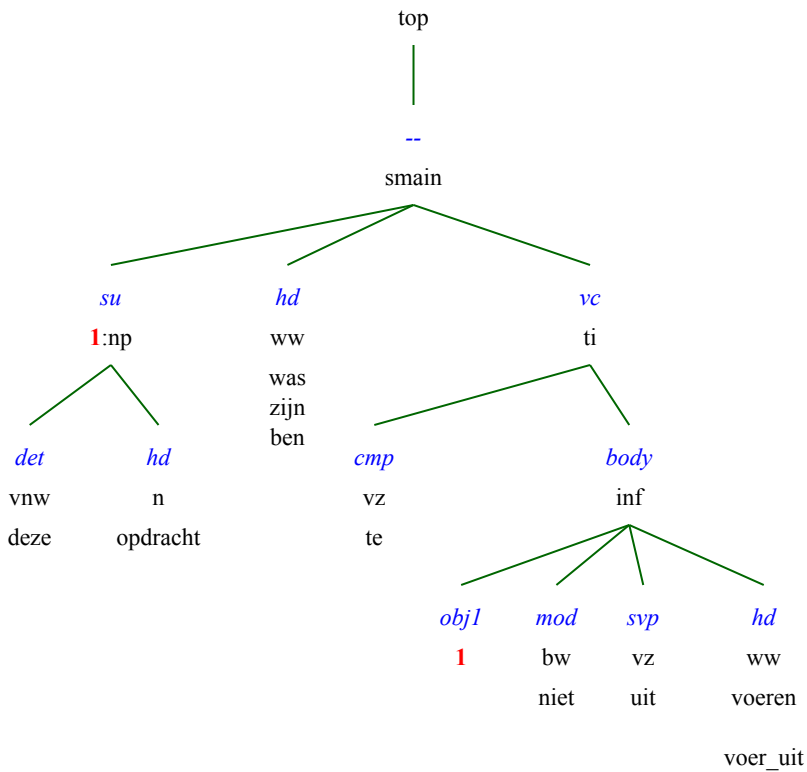 top
--
smain
su hd vc
1:np ww ti
was
zijn
ben
det hd cmp body
vnw n vz inf
deze opdracht te
obj1 mod svp hd
1 bw vz ww
niet uit voeren
voer_uit